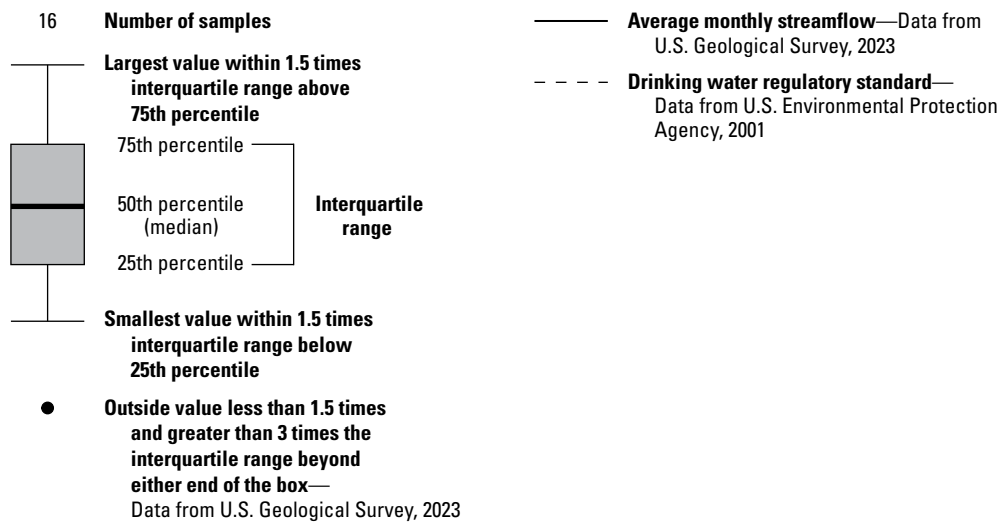 16 Number of samples
Largest value within 1.5 times
interquartile range above
75th percentile
75th percentile
50th percentile
(median)
Interquartile
range
25th percentile
Smallest value within 1.5 times
interquartile range below
25th percentile
Outside value less than 1.5 times
and greater than 3 times the
interquartile range beyond
either end of the box—
Data from U.S. Geological Survey, 2023
Average monthly streamflow—Data from
U.S. Geological Survey, 2023
Drinking water regulatory standard—
Data from U.S. Environmental Protection
Agency, 2001